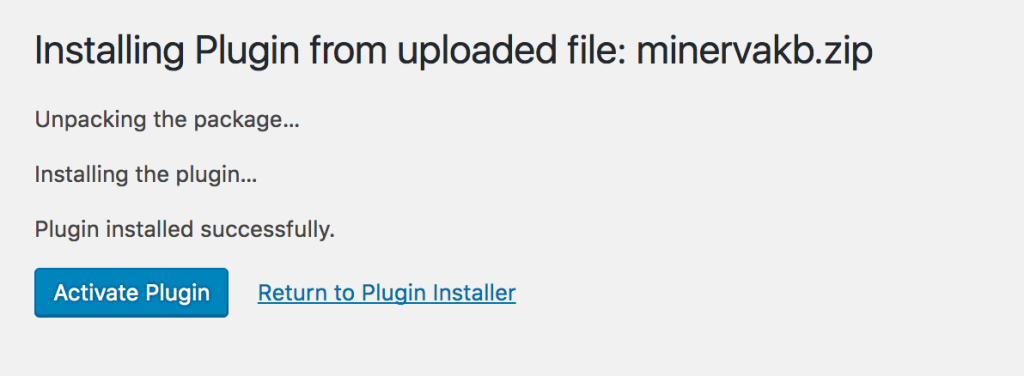 Installing Plugin from uploaded file: minervakb.zip
Unpacking the package...
Installing the plugin...
Plugin installed successfully.
Activate Plugin Return to Plugin Installer